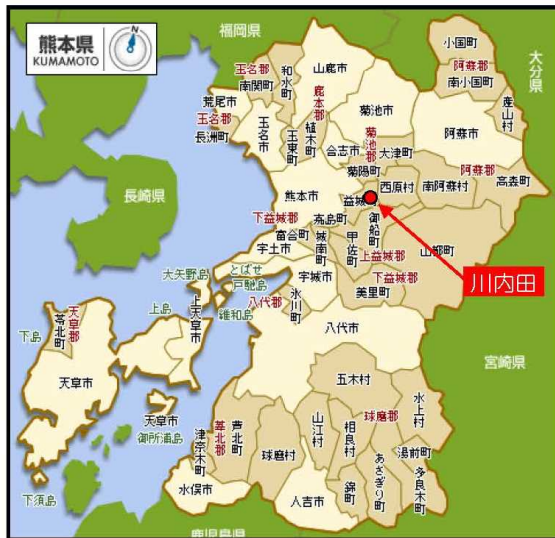 熊本県
KUMAMOTO
N
福岡県
大分県
長崎県
宮崎県
鹿児島県
小国町
阿蘇郡
南小国町
産山村
玉名郡
南関町
和水町
山鹿市
荒尾市
玉名郡
長洲町
玉名市
玉東町
鹿本郡
植木町
菊池市
合志市
菊池郡
大津町
菊陽町
阿蘇市
阿蘇郡
西原村
南阿蘇村
高森町
熊本市
益城
下益城郡
嘉島町
御船町
富合町
城南町
甲佐町
上益城郡
山都町
宇土市
下益城郡
美里町
川内田
大矢野島
とばせ
戸馳島
宇城市
氷川町
八代郡
維和島
上天草市
上島
天草郡
苓北町
下島
天草市
天草市
御所浦島
下須島
八代市
五木村
水上村
球磨郡
山江村
相良村
湯前町
多良木町
あさぎり町
錦町
球磨村
人吉市
芦北町
津奈木町
水俣市